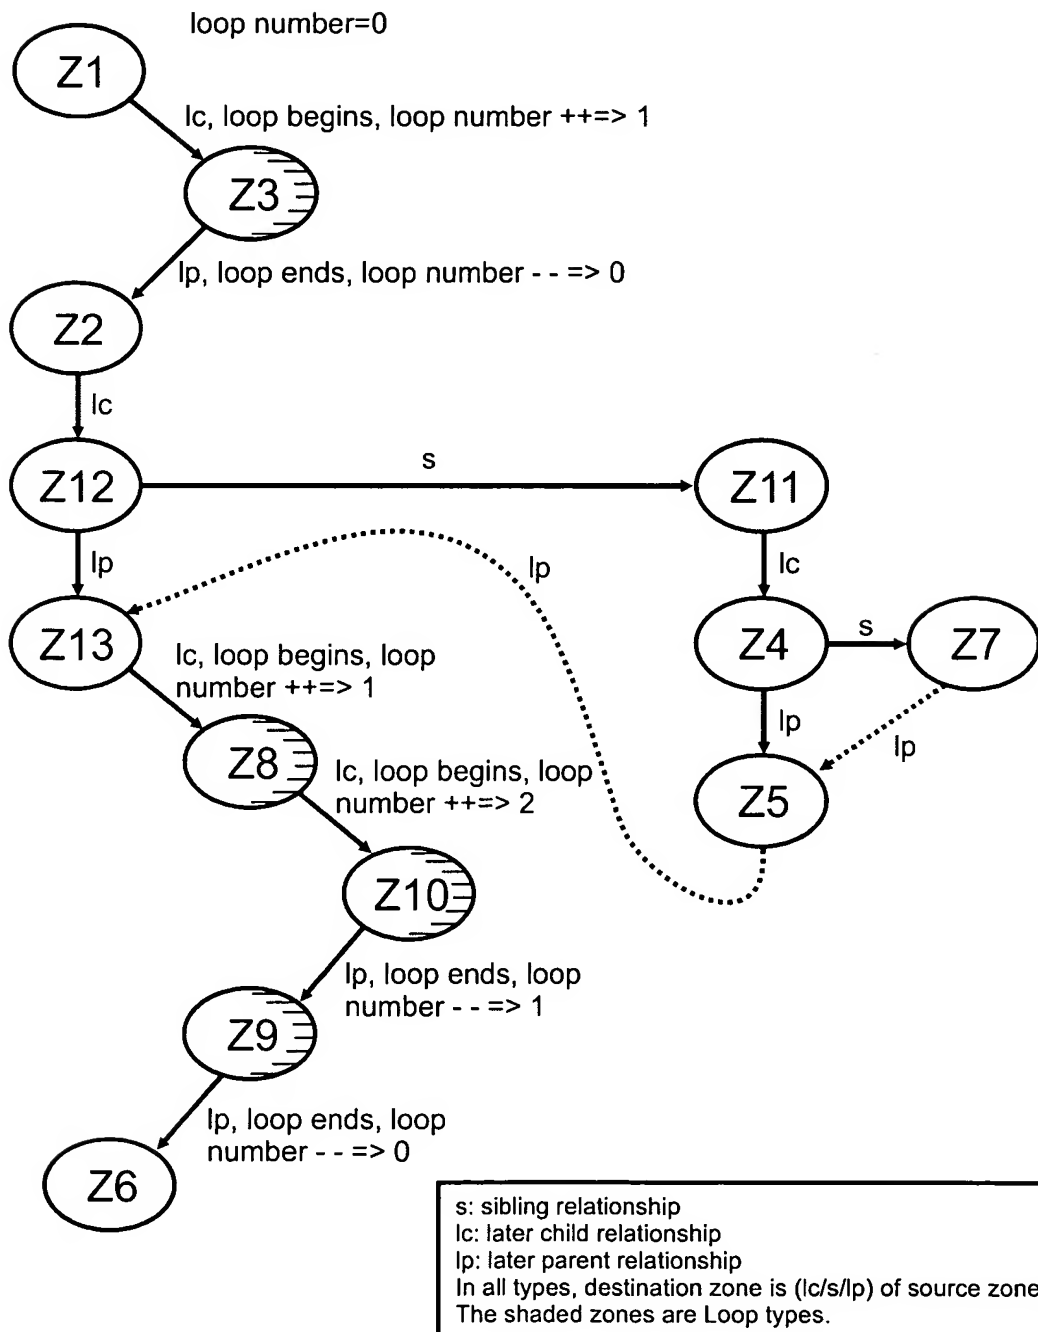 loop number=0
Z1
lc, loop begins, loop number ++=> 1
Z3
lp, loop ends, loop number - - => 0
Z2
lc
Z12
s
Z11
lp
lp
lc
Z13
Z4
s
Z7
lc, loop begins, loop
number ++=> 1
lp
lp
Z8
lc, loop begins, loop
number ++=> 2
Z5
Z10
lp, loop ends, loop
number - - => 1
Z9
lp, loop ends, loop
number - - => 0
Z6
s: sibling relationship
lc: later child relationship
lp: later parent relationship
In all types, destination zone is (lc/s/lp) of source zone
The shaded zones are Loop types.